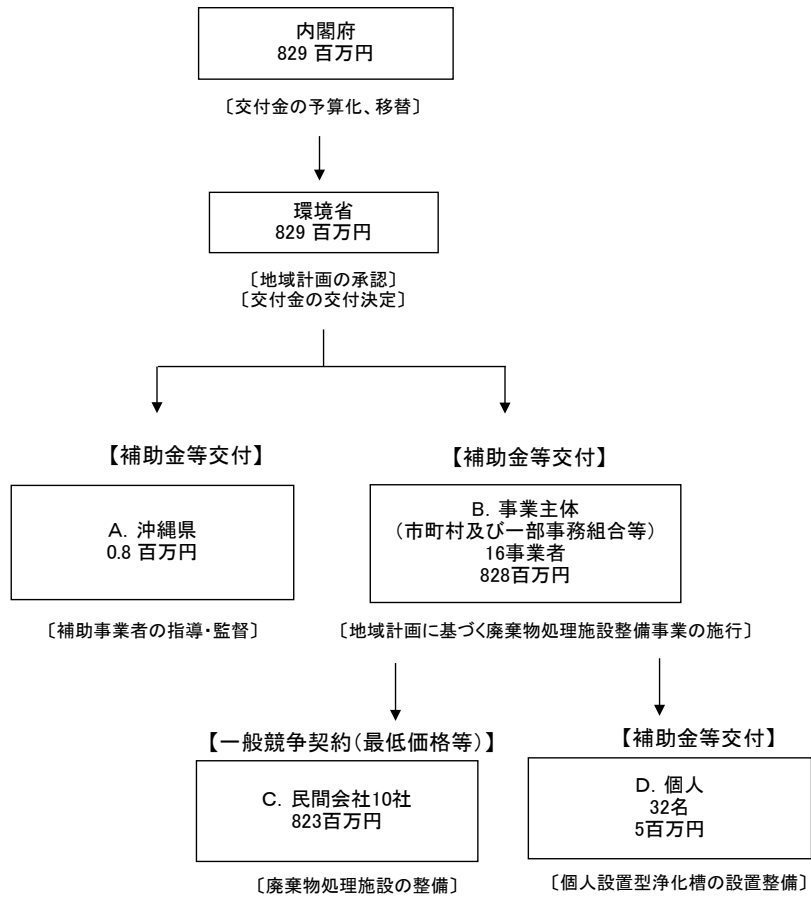 内閣府
829 百万円
〔交付金の予算化、移替〕
環境省
829 百万円
〔地域計画の承認〕
〔交付金の交付決定〕
【補助金等交付】
【補助金等交付】
A. 沖縄県
0.8 百万円
B. 事業主体
(市町村及び一部事務組合等)
16事業者
828百万円
〔補助事業者の指導・監督〕
〔地域計画に基づく廃棄物処理施設整備事業の施行〕
【一般競争契約(最低価格等)】
【補助金等交付】
C. 民間会社10社
823百万円
D. 個人
32名
5百万円
〔廃棄物処理施設の整備〕
〔個人設置型浄化槽の設置整備〕